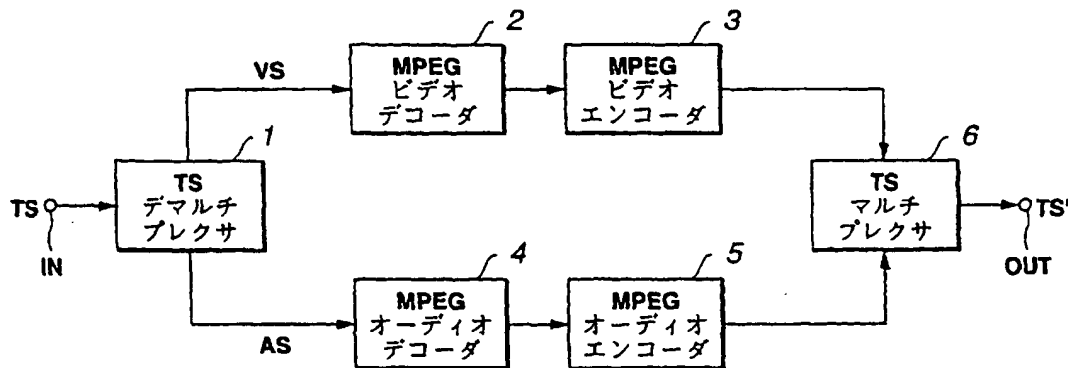 2
3
VS
MPEG
ビデオ
デコーダ
MPEG
ビデオ
エンコーダ
1
6
TS
TS
デマルチ
プレクサ
TS
マルチ
プレクサ
TS'
IN
OUT
4
5
AS
MPEG
オーディオ
デコーダ
MPEG
オーディオ
エンコーダ